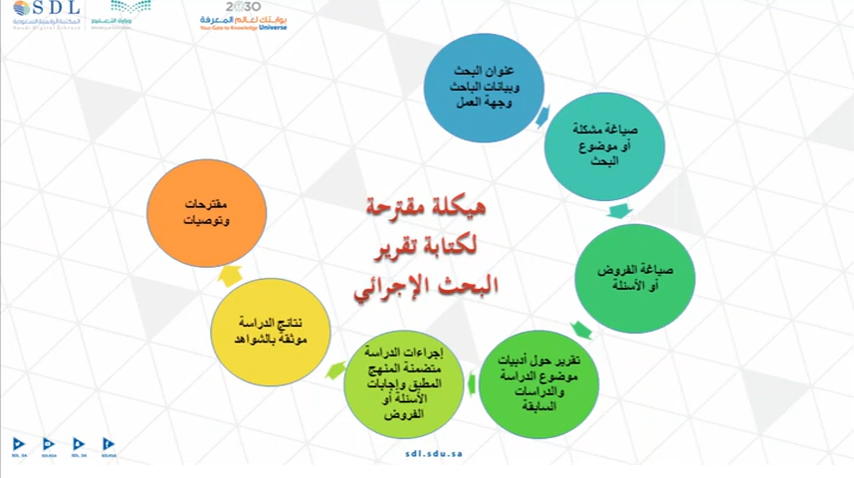 SDL
المكتبة الرقمية السعودية
Saudi Digital Library
وزارة التعليم
2030
بوابتك لعالم المعرفة
Your Gate to Knowledge Universe
عنوان البحث
وبيانات الباحث
وجهة العمل
صياغة مشكلة
أو موضوع
البحث
صياغة الفروض
أو الأسئلة
تقرير حول أدبيات
موضوع الدراسة
والدراسات
السابقة
إجراءات الدراسة
متضمنة المنهج
المطبق وإجابات
الأسئلة أو
الفروض
نتائج الدراسة
موثقة بالشواهد
مقترحات
وتوصيات
هيكلة مقترحة
لكتابة تقرير
البحث الإجرائي
sdl.sdu.sa